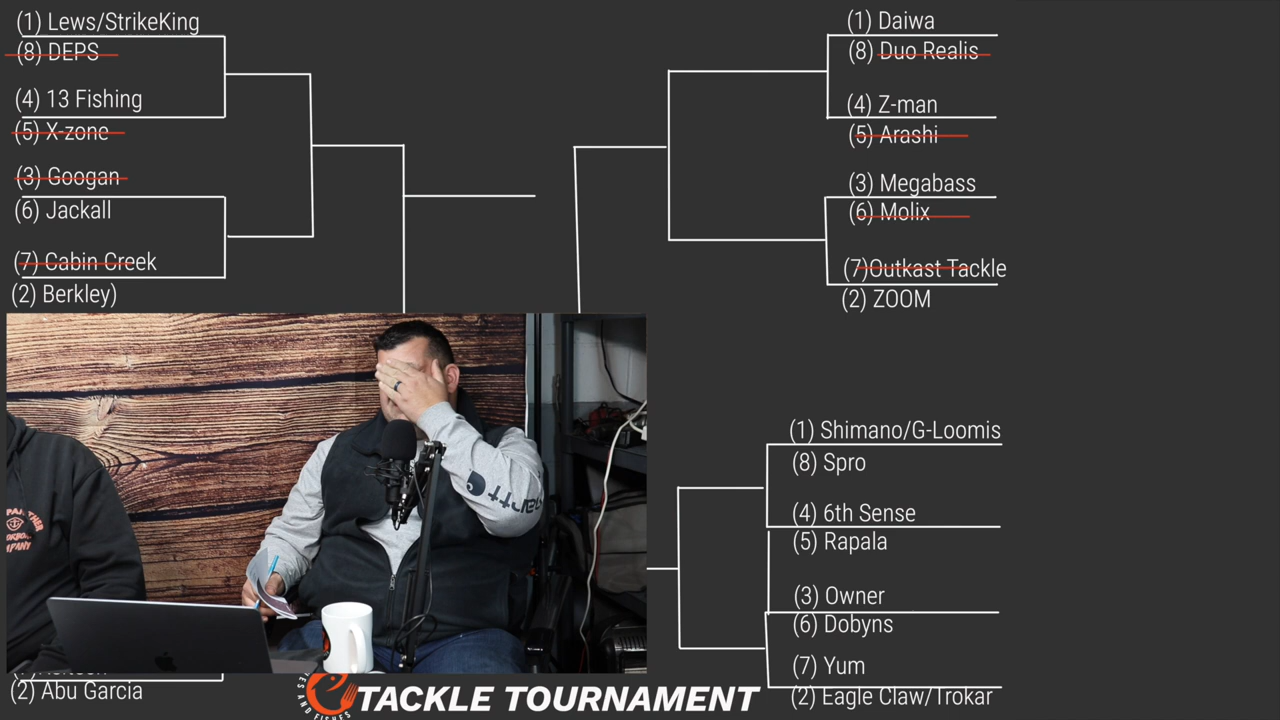 (1) Lews/StrikeKing
(8) DEPS
(4) 13 Fishing
(5) X-zone
(3) Googan
(6) Jackall
(7) Cabin Creek
(2) Berkley)
(1) Daiwa
(8) Duo Realis
(4) Z-man
(5) Arashi
(3) Megabass
(6) Molix
(7)Outkast Tackle
(2) ZOOM
(1) Shimano/G-Loomis
(8) Spro
(4) 6th Sense
(5) Rapala
(3) Owner
(6) Dobyns
(7) Yum
(2) Eagle Claw/Trokar
(2) Abu Garcia
AND FISHES
TACKLE TOURNAMENT